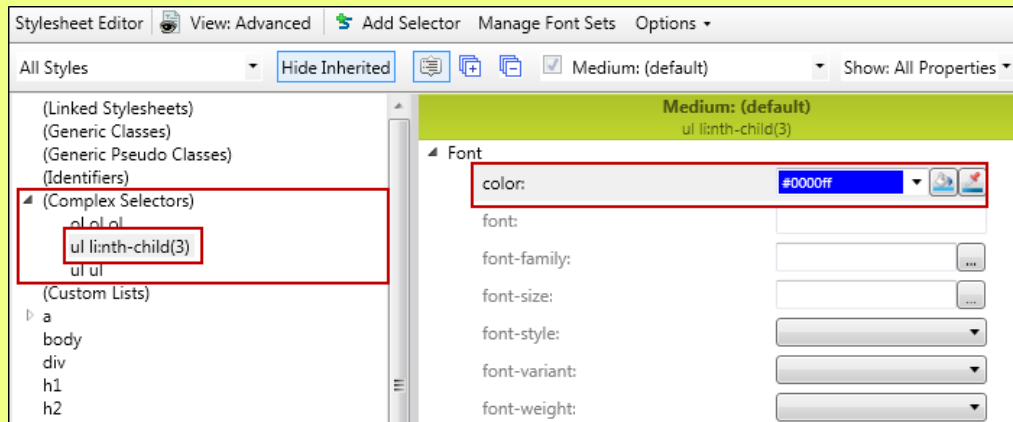 Stylesheet Editor View: Advanced Add Selector Manage Font Sets Options
All Styles Hide Inherited Medium: (default) Show: All Properties
(Linked Stylesheets)
(Generic Classes)
(Generic Pseudo Classes)
(Identifiers)
(Complex Selectors)
ol ol ol
ul li:nth-child(3)
ul ul
(Custom Lists)
a
body
div
h1
h2
Medium: (default)
ul li:nth-child(3)
Font
color: #0000ff
font:
font-family: ...
font-size: ...
font-style:
font-variant:
font-weight: